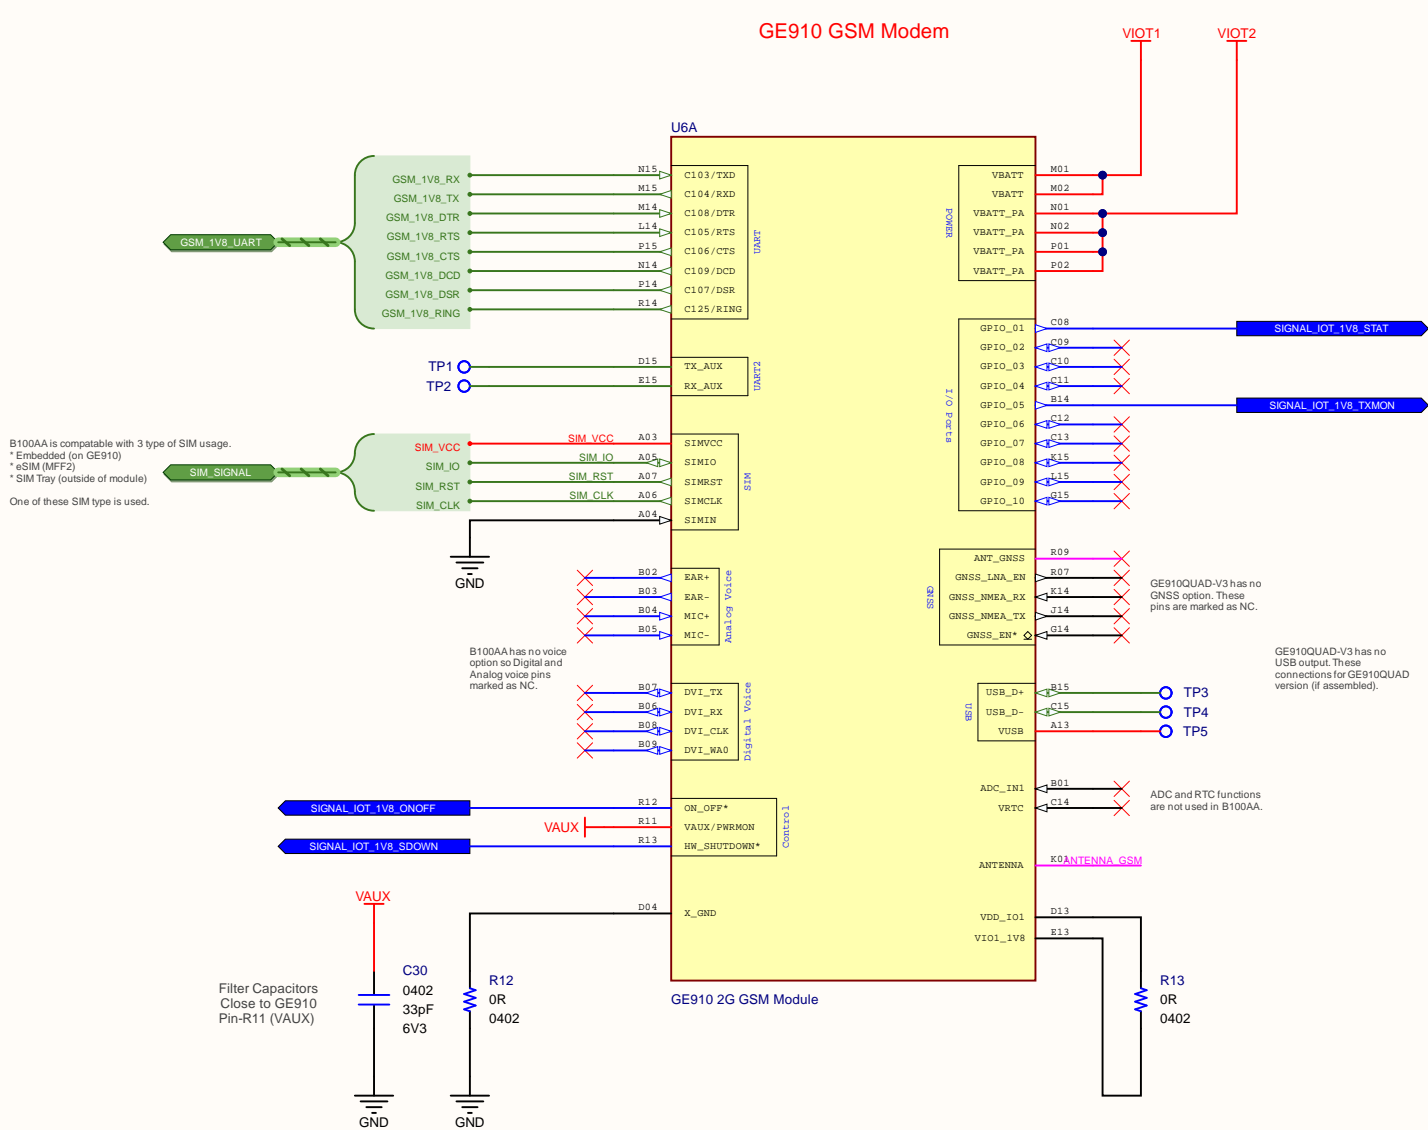 GE910 GSM Modem
VIOT1
VIOT2
U6A
GSM_1V8_UART
GSM_1V8_RX
GSM_1V8_TX
GSM_1V8_DTR
GSM_1V8_RTS
GSM_1V8_CTS
GSM_1V8_DCD
GSM_1V8_DSR
GSM_1V8_RING
N15
M15
M14
L14
P15
N14
P14
R14
C103/TXD
C104/RXD
C108/DTR
C105/RTS
C106/CTS
C109/DCD
C107/DSR
C125/RING
UART
VBATT
VBATT
VBATT_PA
VBATT_PA
VBATT_PA
VBATT_PA
POWER
M01
M02
N01
N02
P01
P02
TP1
TP2
D15
E15
TX_AUX
RX_AUX
UART2
GPIO_01
GPIO_02
GPIO_03
GPIO_04
GPIO_05
GPIO_06
GPIO_07
GPIO_08
GPIO_09
GPIO_10
I/O Ports
C08
C09
C10
C11
B14
C12
C13
K15
L15
G15
SIGNAL_IOT_1V8_STAT
SIGNAL_IOT_1V8_TXMON
B100AA is compatable with 3 type of SIM usage.
* Embedded (on GE910)
* eSIM (MFF2)
* SIM Tray (outside of module)
One of these SIM type is used.
SIM_SIGNAL
SIM_VCC
SIM_IO
SIM_RST
SIM_CLK
SIM_VCC
SIM_IO
SIM_RST
SIM_CLK
A03
A05
A07
A06
A04
SIMVCC
SIMIO
SIMRST
SIMCLK
SIMIN
SIM
GND
ANT_GNSS
GNSS_LNA_EN
GNSS_NMEA_RX
GNSS_NMEA_TX
GNSS_EN*
GNSS
R09
R07
K14
J14
G14
GE910QUAD-V3 has no
GNSS option. These
pins are marked as NC.
B02
B03
B04
B05
EAR+
EAR-
MIC+
MIC-
Analog Voice
B100AA has no voice
option so Digital and
Analog voice pins
marked as NC.
B07
B06
B08
B09
DVI_TX
DVI_RX
DVI_CLK
DVI_WA0
Digital Voice
GE910QUAD-V3 has no
USB output. These
connections for GE910QUAD
version (if assembled).
USB_D+
USB_D-
VUSB
USB
B15
C15
A13
TP3
TP4
TP5
ADC_IN1
VRTC
B01
C14
ADC and RTC functions
are not used in B100AA.
SIGNAL_IOT_1V8_ONOFF
VAUX
SIGNAL_IOT_1V8_SDOWN
R12
R11
R13
ON_OFF*
VAUX/PWRMON
HW_SHUTDOWN*
Control
ANTENNA
K01
ANTENNA_GSM
VAUX
D04
X_GND
VDD_IO1
VIO1_1V8
D13
E13
Filter Capacitors
Close to GE910
Pin-R11 (VAUX)
C30
0402
33pF
6V3
R12
0R
0402
GE910 2G GSM Module
R13
0R
0402
GND
GND